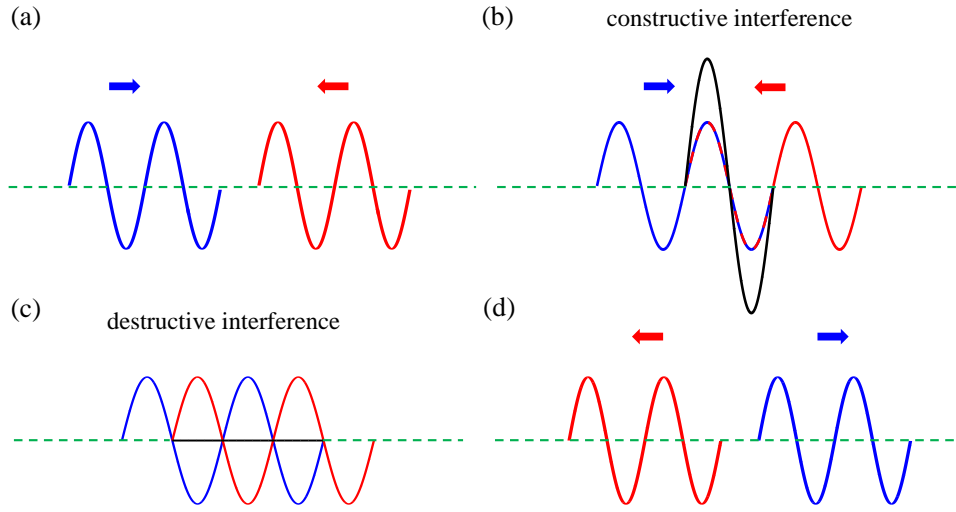 (a)
(b)
constructive interference
(c)
destructive interference
(d)